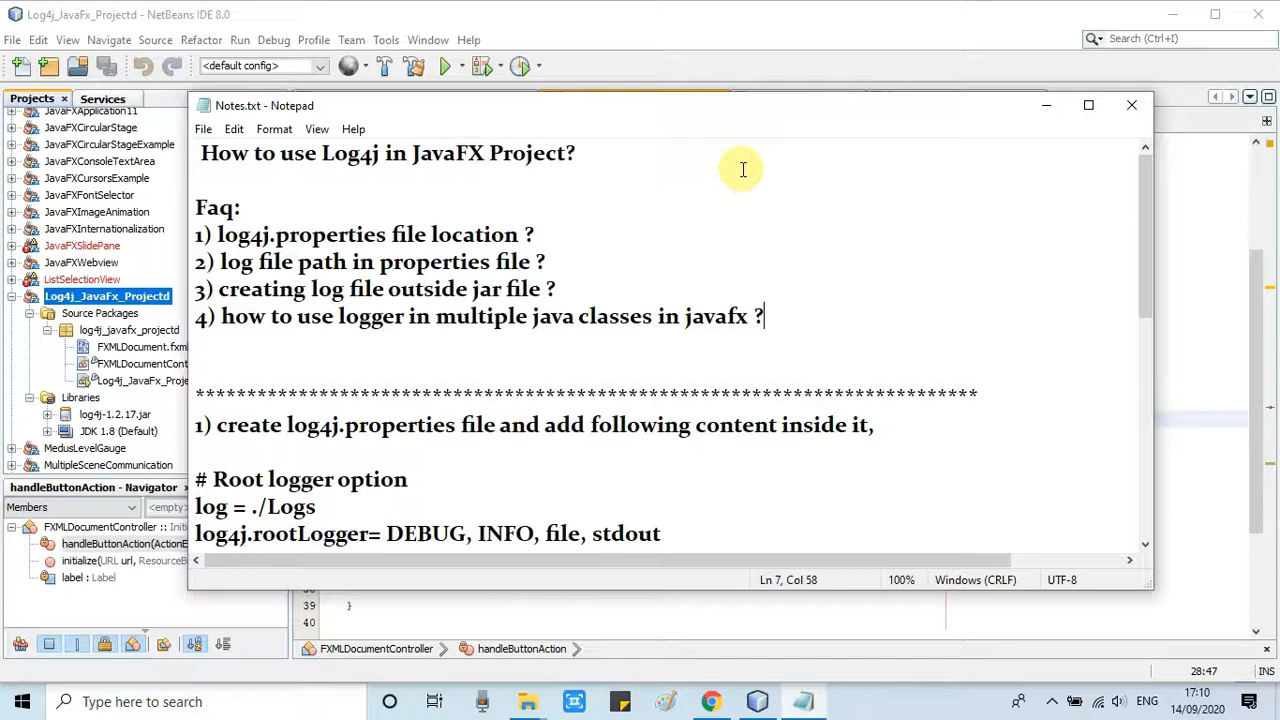 Log4j_JavaFx_Projectd - NetBeans IDE 8.0
File Edit View Navigate Source Refactor Run Debug Profile Team Tools Window Help
Search (Ctrl+I)
<default config>
Projects
Services
JavaFXApplication11
JavaFXCircularStage
JavaFXCircularStageExample
JavaFXConsoleTextArea
JavaFXCursorsExample
JavaFXFontSelector
JavaFXImageAnimation
JavaFXInternationalization
JavaFXSlidePane
JavaFXWebview
ListSelectionView
Log4j_JavaFx_Projectd
Source Packages
log4j_javafx_projectd
FXMLDocument.fxml
FXMLDocumentCont
Log4j_JavaFx_Proje
Libraries
log4j-1.2.17.jar
JDK 1.8 (Default)
MedusLevelGauge
MultipleSceneCommunication
handleButtonAction - Navigator
Members
<empty>
FXMLDocumentController :: Initi
handleButtonAction(ActionE
initialize(URL url, ResourceB
label : Label
Notes.txt - Notepad
File Edit Format View Help
How to use Log4j in JavaFX Project?
Faq:
1) log4j.properties file location ?
2) log file path in properties file ?
3) creating log file outside jar file ?
4) how to use logger in multiple java classes in javafx ?
******************************************************************************
1) create log4j.properties file and add following content inside it,
# Root logger option
log = ./Logs
log4j.rootLogger= DEBUG, INFO, file, stdout
Ln 7, Col 58
100%
Windows (CRLF)
UTF-8
39 }
40
FXMLDocumentController
handleButtonAction
28:47
INS
Type here to search
ENG
17:10
14/09/2020